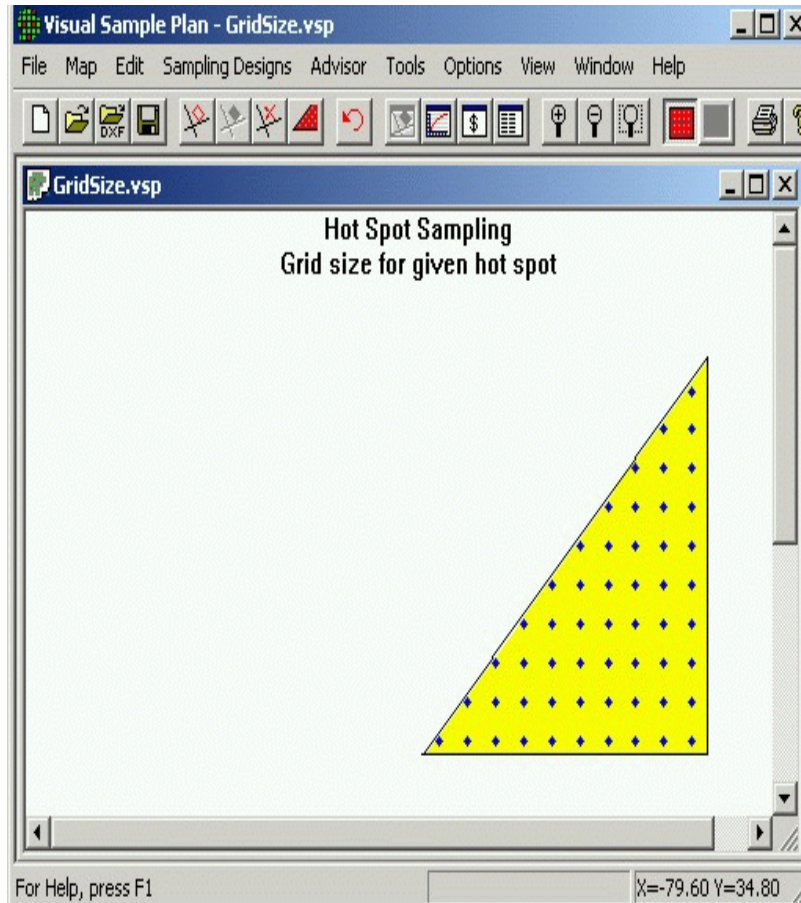 Visual Sample Plan - GridSize.vsp
File Map Edit Sampling Designs Advisor Tools Options View Window Help
DXF $
GridSize.vsp
Hot Spot Sampling
Grid size for given hot spot
For Help, press F1
X=-79.60 Y=34.80